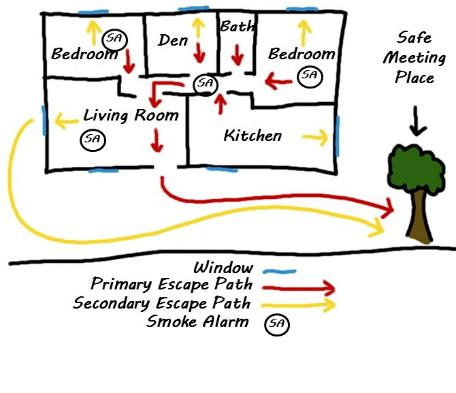 Bath
SA
Bedroom
Den
Bedroom
SA
SA
Living Room
SA
Kitchen
Safe
Meeting
Place
Window
Primary Escape Path
Secondary Escape Path
Smoke Alarm
SA